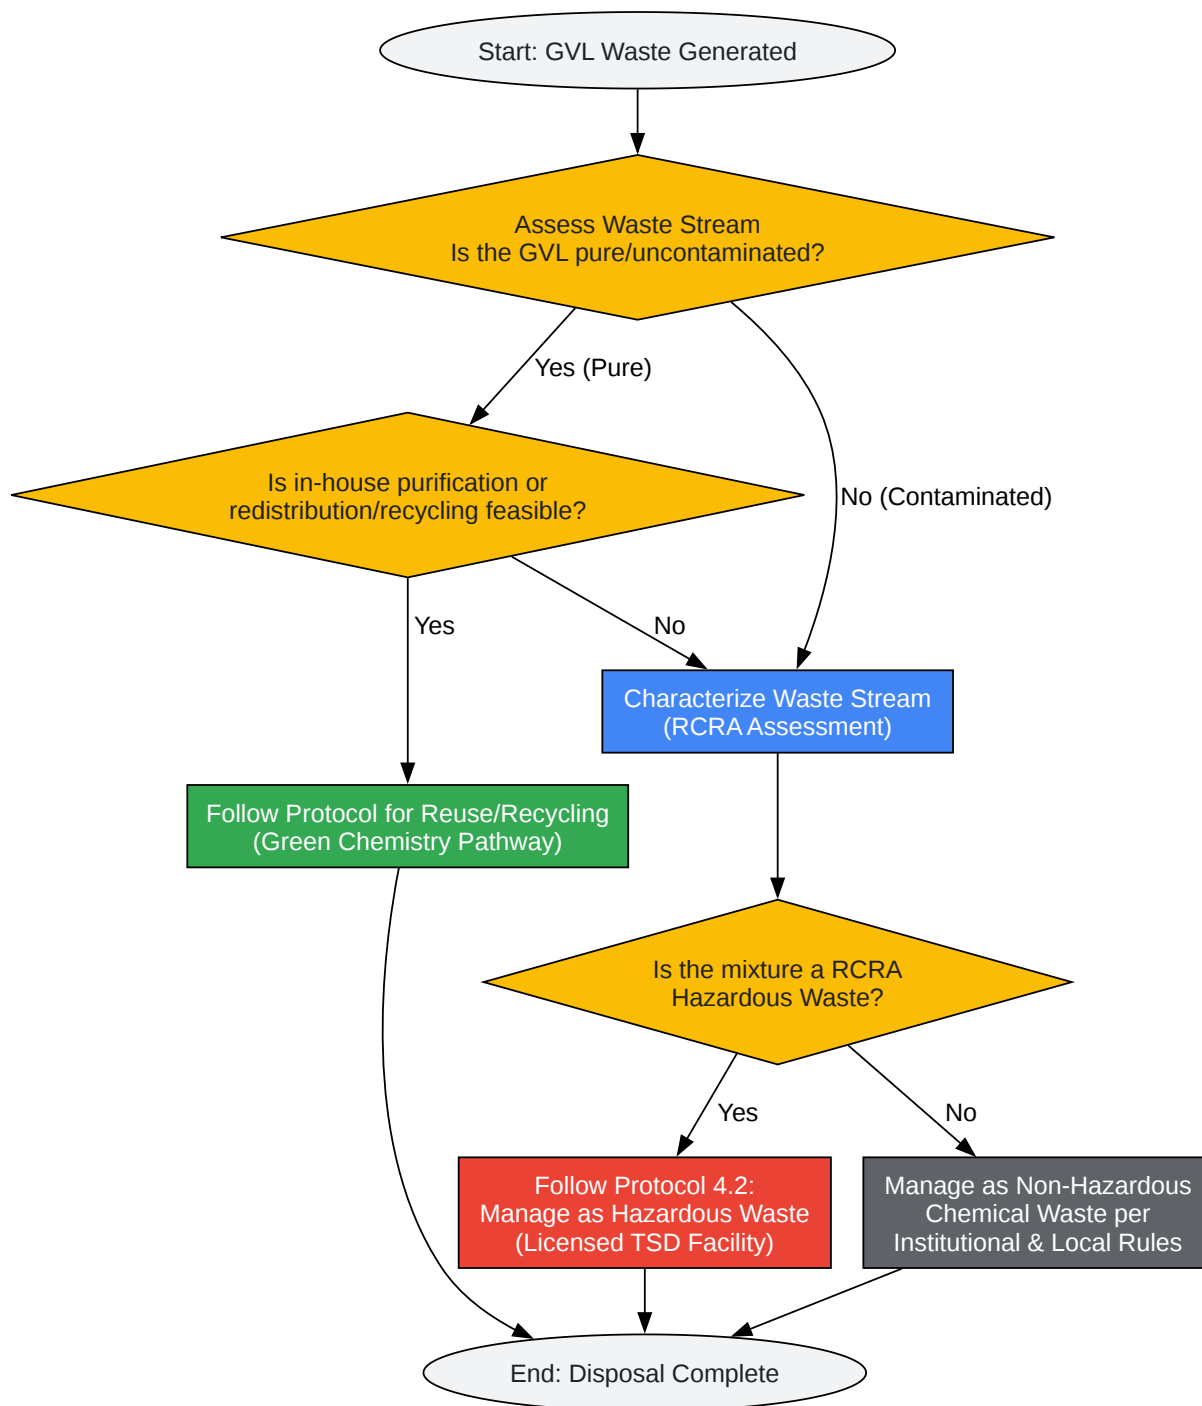 Start: GVL Waste Generated
Assess Waste Stream
Is the GVL pure/uncontaminated?
Yes (Pure)
No (Contaminated)
Is in-house purification or
redistribution/recycling feasible?
Yes
No
Characterize Waste Stream
(RCRA Assessment)
Follow Protocol for Reuse/Recycling
(Green Chemistry Pathway)
Is the mixture a RCRA
Hazardous Waste?
Yes
No
Follow Protocol 4.2:
Manage as Hazardous Waste
(Licensed TSD Facility)
Manage as Non-Hazardous
Chemical Waste per
Institutional & Local Rules
End: Disposal Complete